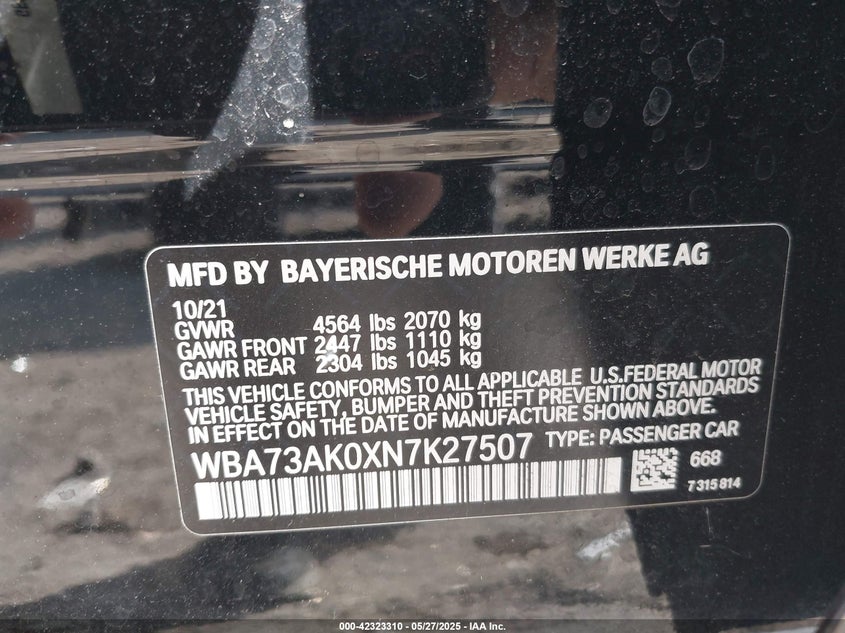 MFD BY BAYERISCHE MOTOREN WERKE AG
10/21
GVWR 4564 lbs 2070 kg
GAWR FRONT 2447 lbs 1110 kg
GAWR REAR 2304 lbs 1045 kg
THIS VEHICLE CONFORMS TO ALL APPLICABLE U.S.FEDERAL MOTOR
VEHICLE SAFETY, BUMPER AND THEFT PREVENTION STANDARDS
IN EFFECT ON THE DATE OF MANUFACTURE SHOWN ABOVE.
WBA73AK0XN7K27507 TYPE: PASSENGER CAR
668
7315814
000-42323310 - 05/27/2025 - IAA Inc.